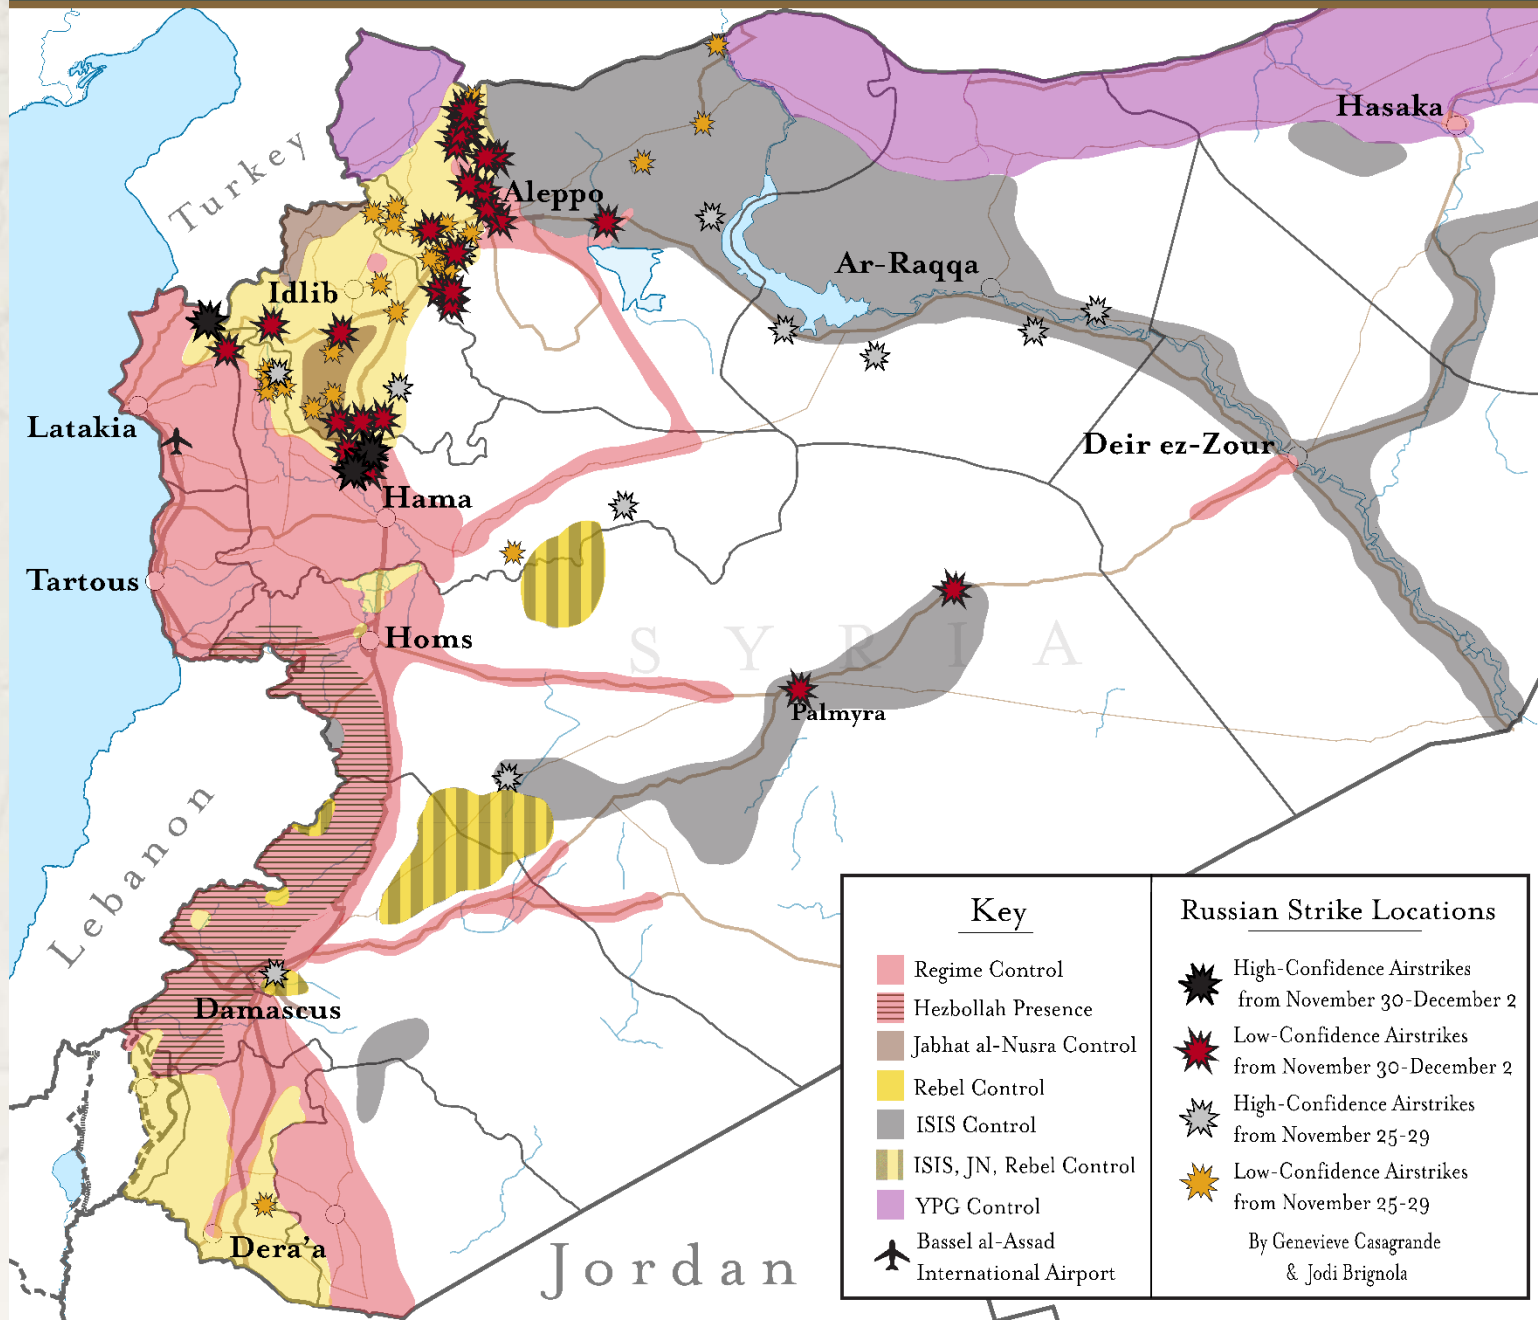 Turkey
Hasaka
Aleppo
Ar-Raqqa
Idlib
Latakia
Deir ez-Zour
Hama
Tartous
Homs
SYRIA
Palmyra
Lebanon
Damascus
Dera'a
Jordan
Key
Regime Control
Hezbollah Presence
Jabhat al-Nusra Control
Rebel Control
ISIS Control
ISIS, JN, Rebel Control
YPG Control
Bassel al-Assad
International Airport
Russian Strike Locations
High-Confidence Airstrikes
from November 30-December 2
Low-Confidence Airstrikes
from November 30-December 2
High-Confidence Airstrikes
from November 25-29
Low-Confidence Airstrikes
from November 25-29
By Genevieve Casagrande
& Jodi Brignola